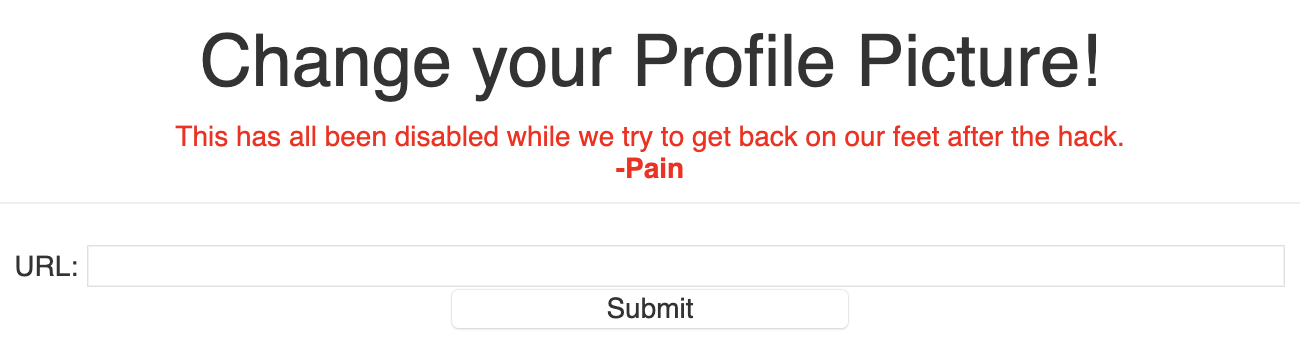 Change your Profile Picture!
This has all been disabled while we try to get back on our feet after the hack.
-Pain
URL:
Submit